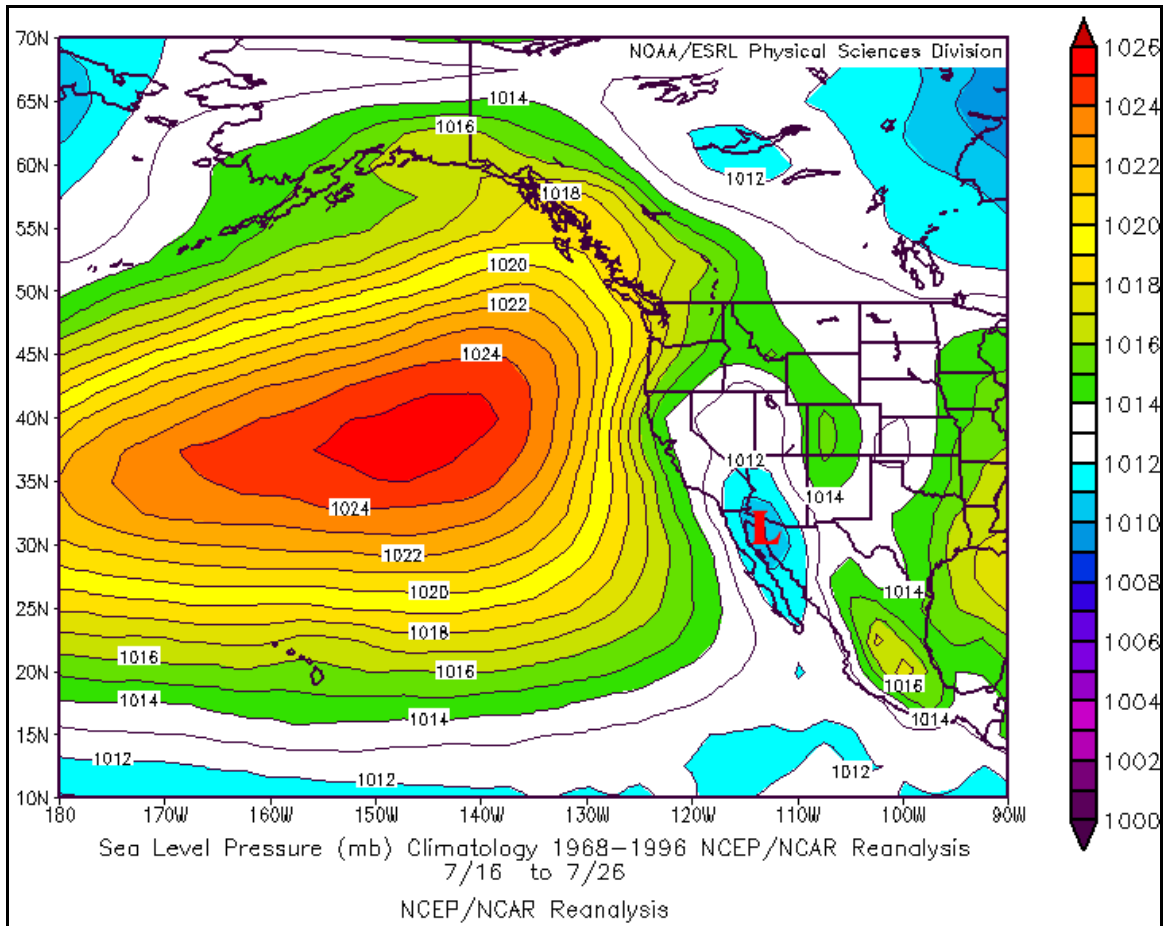 NOAA/ESRL Physical Sciences Division
70N
65N
60N
55N
50N
45N
40N
35N
30N
25N
20N
15N
10N
180
170W
160W
150W
140W
130W
120W
110W
100W
90W
1014
1016
1018
1012
1020
1022
1024
1012
1014
1024
1022
1020
1014
1018
1016
1016
1016
1014
1014
1014
1012
1012
1012
L
1026
1024
1022
1020
1018
1016
1014
1012
1010
1008
1006
1004
1002
1000
Sea Level Pressure (mb) Climatology 1968-1996 NCEP/NCAR Reanalysis
7/16 to 7/26
NCEP/NCAR Reanalysis